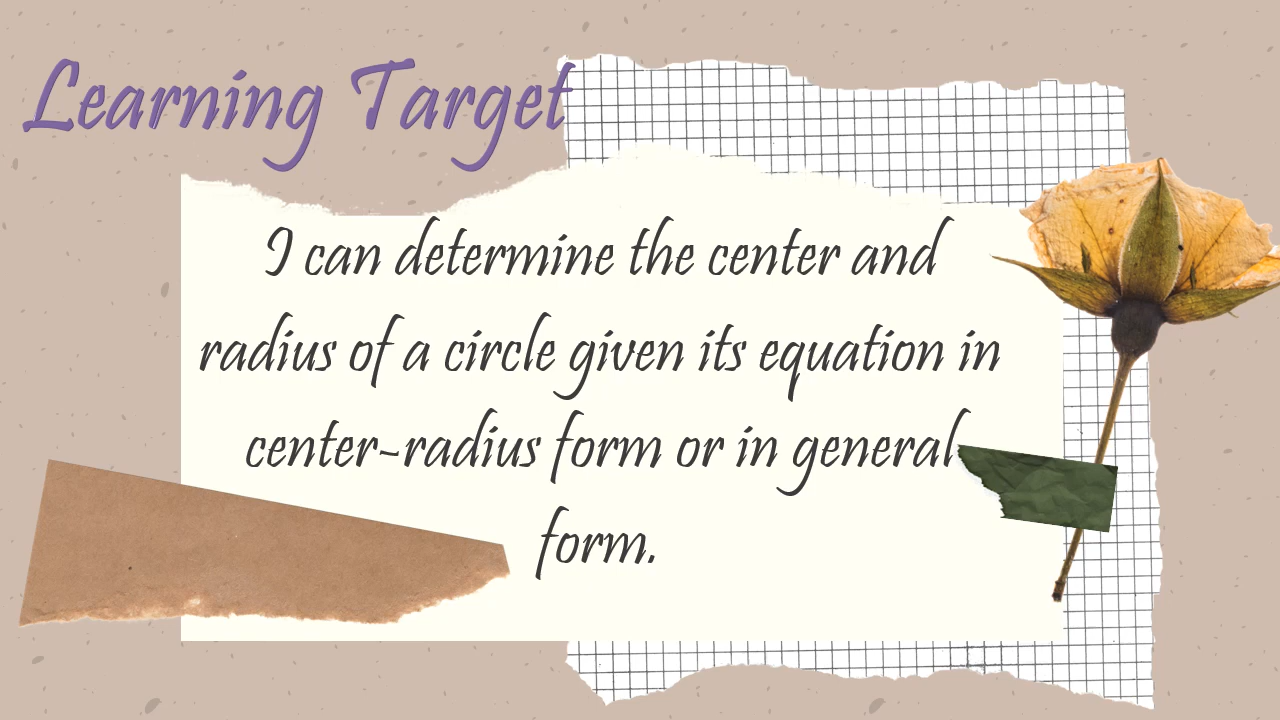 Learning Target
I can determine the center and
radius of a circle given its equation in
center-radius form or in general
form.